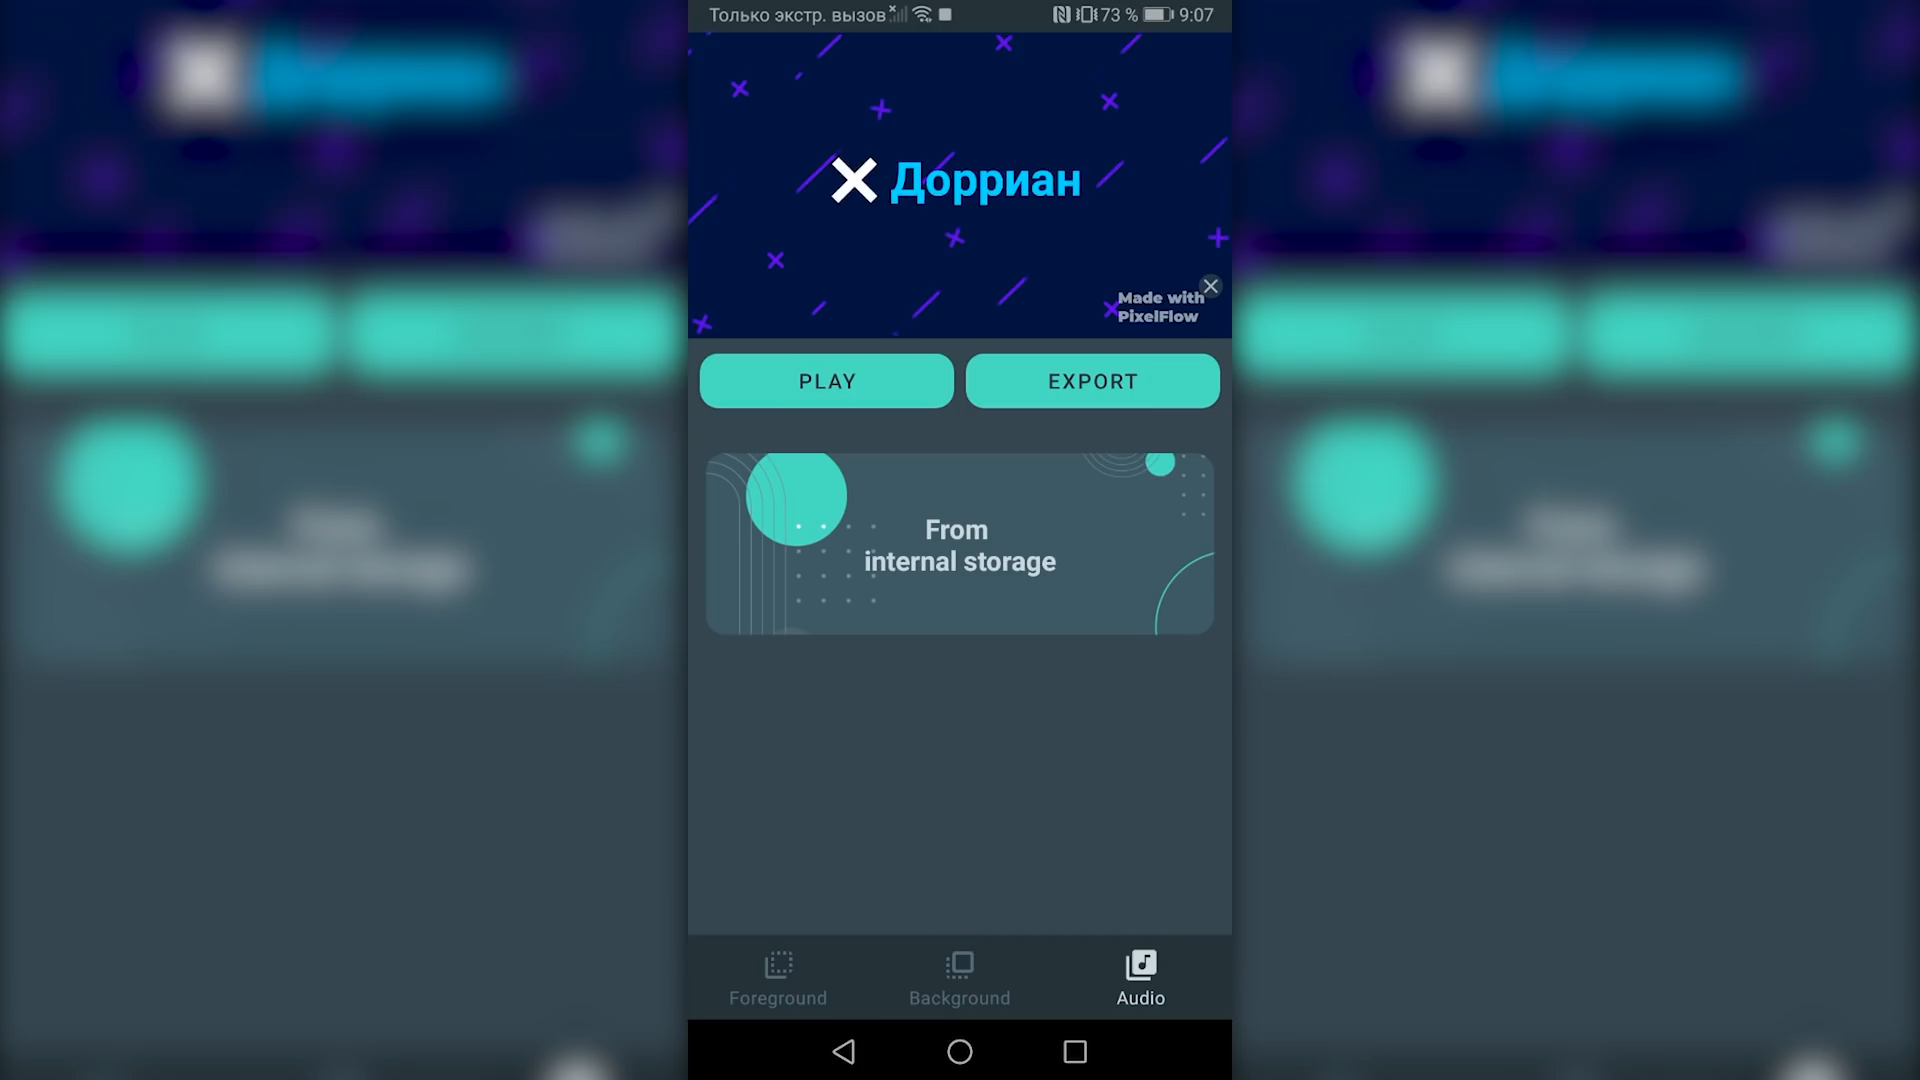 Только экстр. вызов
73 %
9:07
Дорриан
Made with
PixelFlow
PLAY
EXPORT
From
internal storage
Foreground
Background
Audio